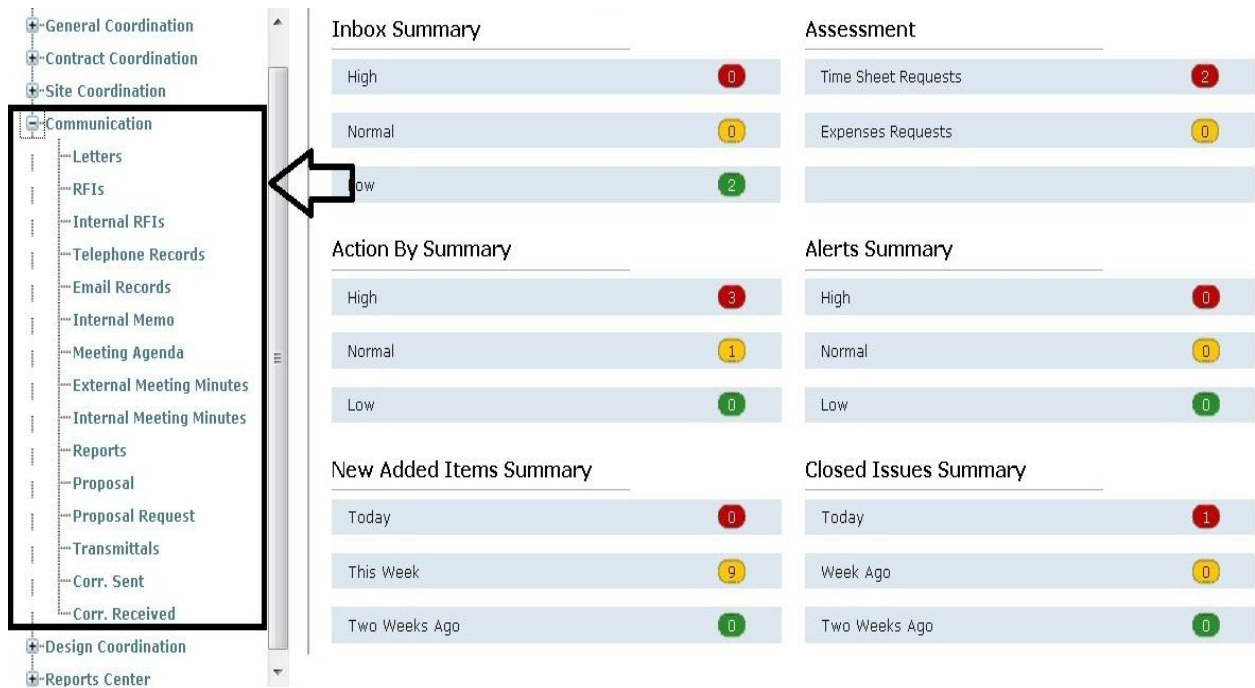 General Coordination
Contract Coordination
Site Coordination
Communication
Letters
RFIs
Internal RFIs
Telephone Records
Email Records
Internal Memo
Meeting Agenda
External Meeting Minutes
Internal Meeting Minutes
Reports
Proposal
Proposal Request
Transmittals
Corr. Sent
Corr. Received
Design Coordination
Reports Center
Inbox Summary
High 0
Normal 0
Low 2
Assessment
Time Sheet Requests 2
Expenses Requests 0
Action By Summary
High 3
Normal 1
Low 0
Alerts Summary
High 0
Normal 0
Low 0
New Added Items Summary
Today 0
This Week 9
Two Weeks Ago 0
Closed Issues Summary
Today 1
Week Ago 0
Two Weeks Ago 0